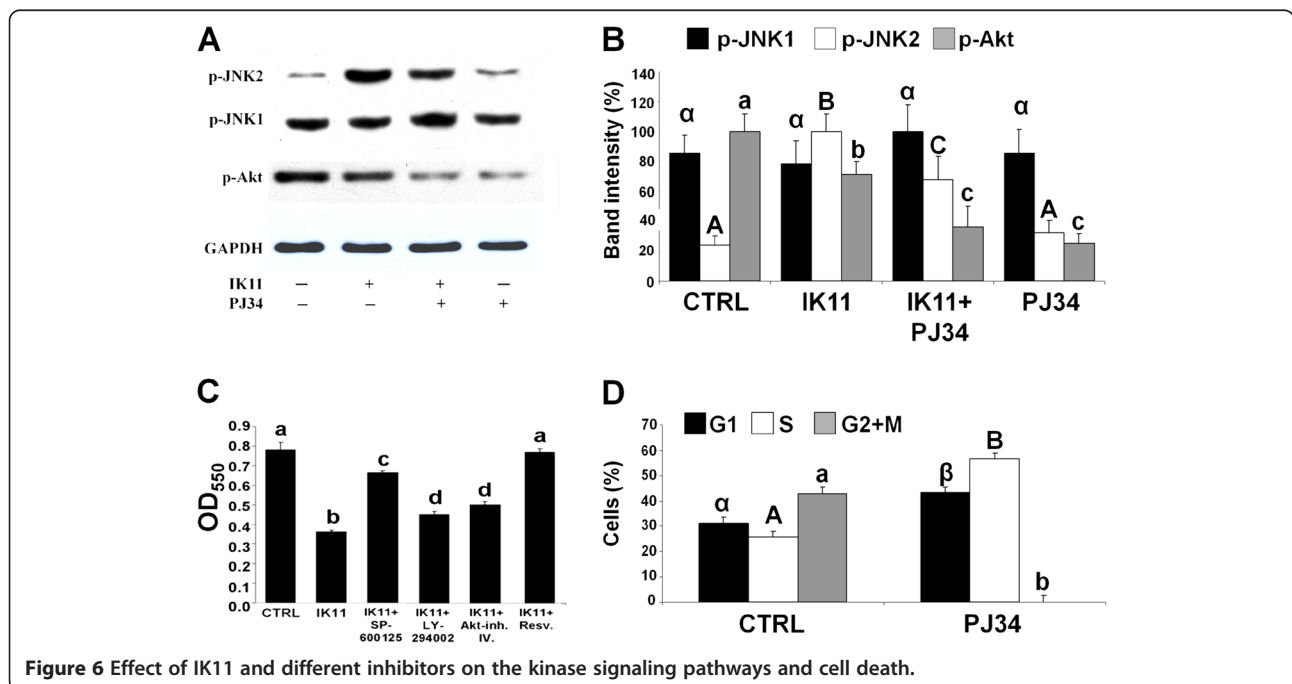 A
p-JNK2
p-JNK1
p-Akt
GAPDH
IK11 – + + –
PJ34 – – + +
B
p-JNK1 p-JNK2 p-Akt
Band intensity (%)
140
120
100
80
60
40
20
0
α A a
α B b
α C c
α A c
CTRL IK11 IK11+ PJ34
PJ34
C
OD550
0.9
0.8
0.7
0.6
0.5
0.4
0.3
0.2
0.1
0.0
a b c d d a
CTRL IK11 IK11+ IK11+ IK11+ IK11+
SP- LY- Akt-inh. Resv.
600125 294002 IV.
D
G1 S G2+M
Cells (%)
70
60
50
40
30
20
10
0
α A a
β B b
CTRL PJ34
Figure 6 Effect of IK11 and different inhibitors on the kinase signaling pathways and cell death.